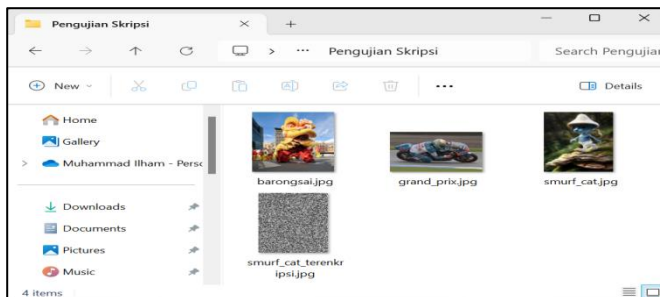 Pengujian Skripsi
Pengujian Skripsi
Search Pengujian
New
Details
Home
Gallery
Muhammad Ilham - Perso
Downloads
Documents
Pictures
Music
barongsai.jpg
grand_prix.jpg
smurf_cat.jpg
smurf_cat_terenkr
ipsi.jpg
4 items